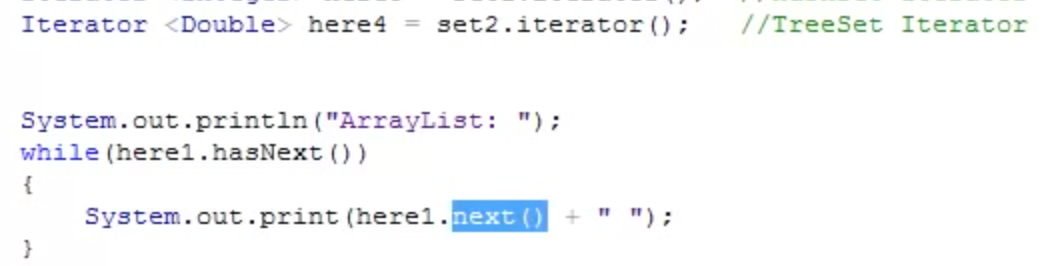 Iterator <Double> here4 = set2.iterator();   //TreeSet Iterator
System.out.println("ArrayList: ");
while(here1.hasNext())
{
    System.out.print(here1.next() + " ");
}